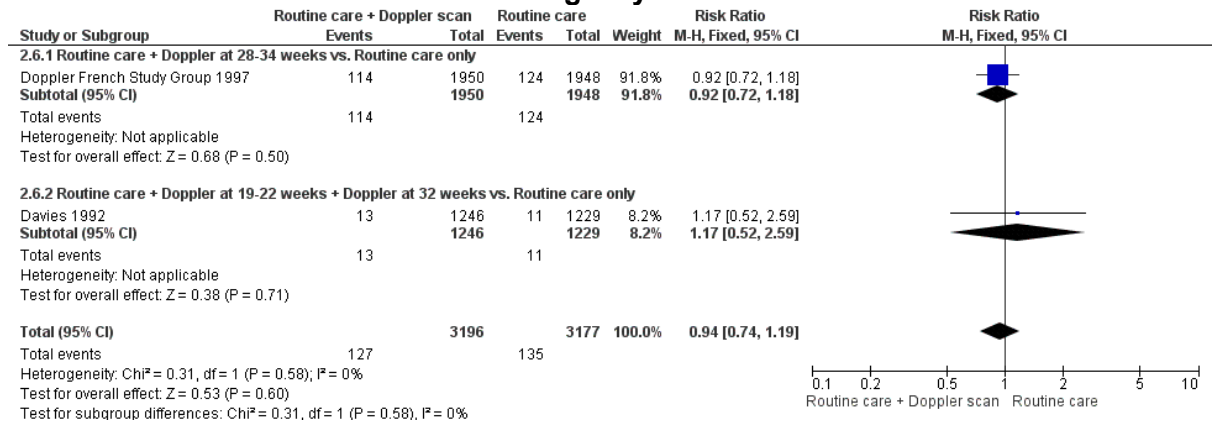 Routine care + Doppler scan Routine care Risk Ratio Risk Ratio
Study or Subgroup Events Total Events Total Weight M-H, Fixed, 95% CI M-H, Fixed, 95% CI
2.6.1 Routine care + Doppler at 28-34 weeks vs. Routine care only
Doppler French Study Group 1997 114 1950 124 1948 91.8% 0.92 [0.72, 1.18]
Subtotal (95% CI) 1950 1948 91.8% 0.92 [0.72, 1.18]
Total events 114 124
Heterogeneity: Not applicable
Test for overall effect: Z = 0.68 (P = 0.50)
2.6.2 Routine care + Doppler at 19-22 weeks + Doppler at 32 weeks vs. Routine care only
Davies 1992 13 1246 11 1229 8.2% 1.17 [0.52, 2.59]
Subtotal (95% CI) 1246 1229 8.2% 1.17 [0.52, 2.59]
Total events 13 11
Heterogeneity: Not applicable
Test for overall effect: Z = 0.38 (P = 0.71)
Total (95% CI) 3196 3177 100.0% 0.94 [0.74, 1.19]
Total events 127 135
Heterogeneity: Chi² = 0.31, df = 1 (P = 0.58); I² = 0%
Test for overall effect: Z = 0.53 (P = 0.60)
Test for subgroup differences: Chi² = 0.31, df = 1 (P = 0.58), I² = 0%
0.1 0.2 0.5 1 2 5 10
Routine care + Doppler scan Routine care